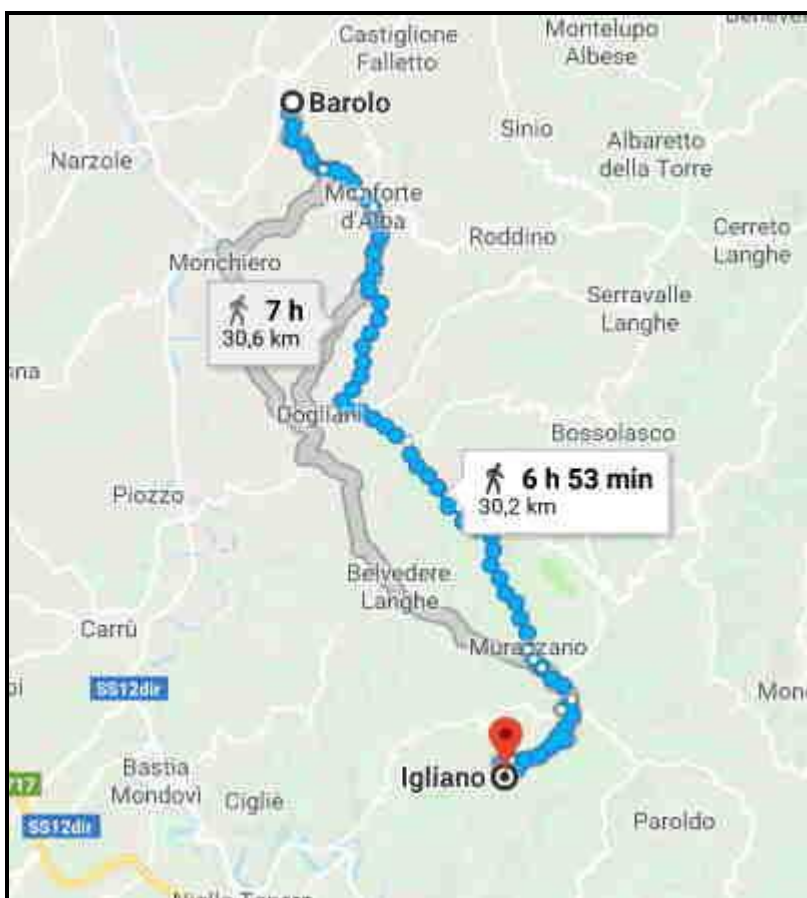 Castiglione
Falletto
Montelupo
Albese
Barolo
Sinio
Albaretto
della Torre
Narzole
Monforte
d'Alba
Roddino
Cerreto
Langhe
Monchiero
Serravalle
Langhe
7 h
30,6 km
Dogliani
Bossolasco
6 h 53 min
30,2 km
Piozzo
Belvedere
Langhe
Carrù
Murazzano
SS12dir
Igliano
Bastia
Mondovì
Ciglie
717
SS12dir
Paroldo